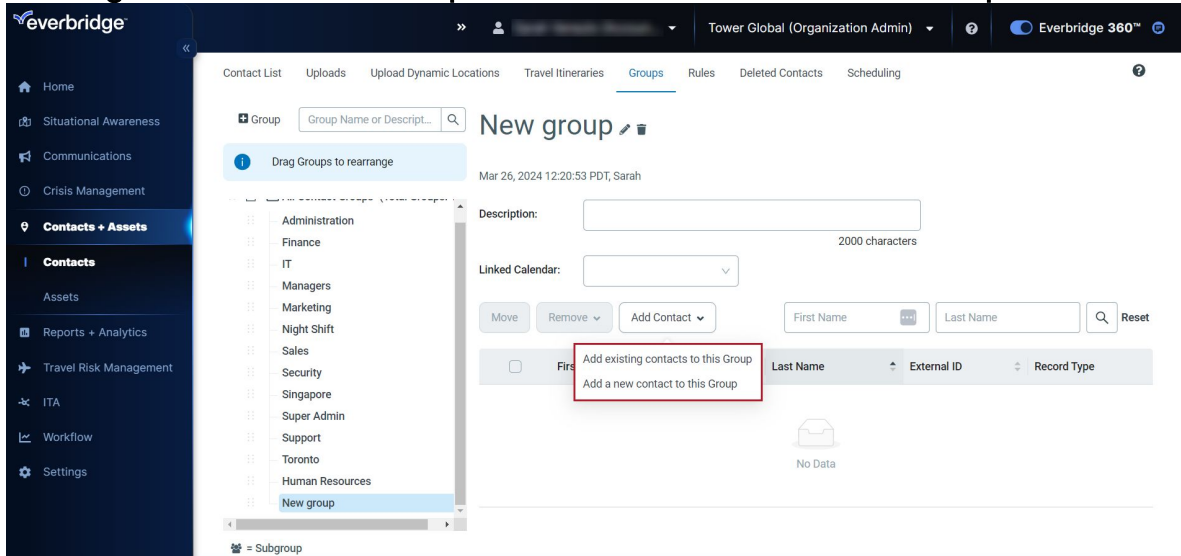 everbridge
»
Tower Global (Organization Admin)
Everbridge 360™
«
Home
Situational Awareness
Communications
Crisis Management
Contacts + Assets
Contacts
Assets
Reports + Analytics
Travel Risk Management
ITA
Workflow
Settings
Contact List Uploads Upload Dynamic Locations Travel Itineraries Groups Rules Deleted Contacts Scheduling
Group
Group Name or Descript...
Drag Groups to rearrange
Administration
Finance
IT
Managers
Marketing
Night Shift
Sales
Security
Singapore
Super Admin
Support
Toronto
Human Resources
New group
= Subgroup
New group
Mar 26, 2024 12:20:53 PDT, Sarah
Description:
2000 characters
Linked Calendar:
Move Remove Add Contact First Name Last Name Reset
Add existing contacts to this Group
Add a new contact to this Group
Last Name External ID Record Type
No Data